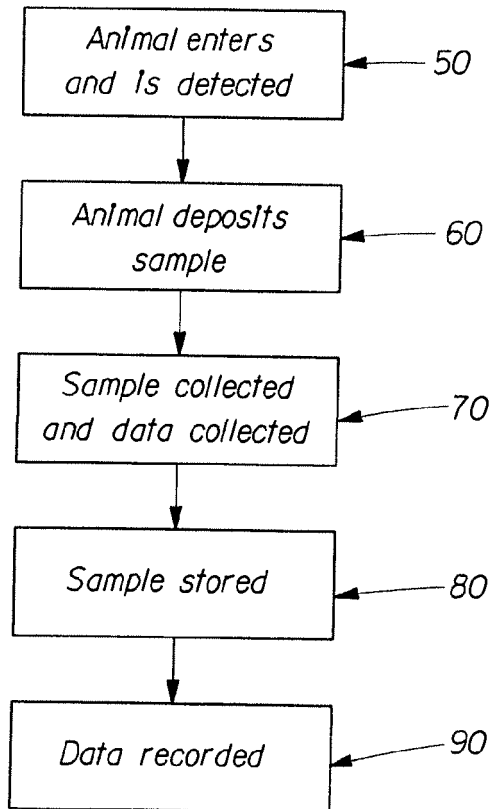 Animal enters
and is detected
50
Animal deposits
sample
60
Sample collected
and data collected
70
Sample stored
80
Data recorded
90